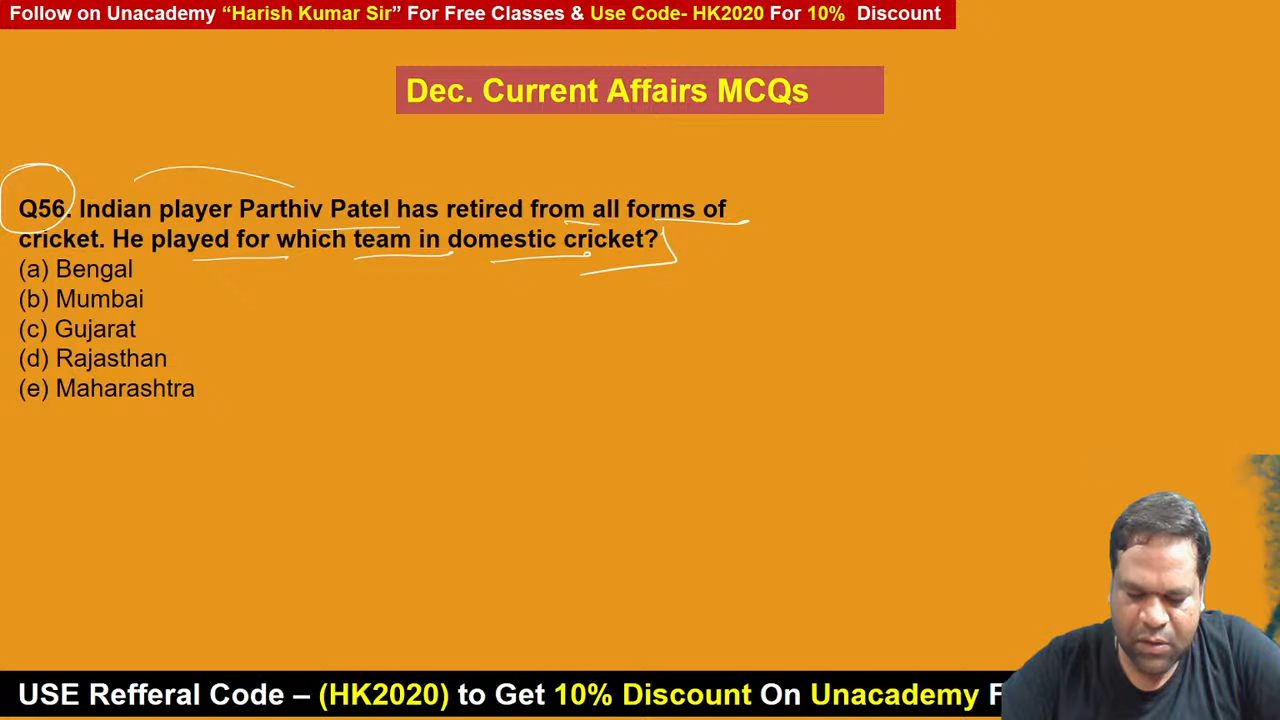 Follow on Unacademy “Harish Kumar Sir” For Free Classes & Use Code- HK2020 For 10% Discount
Dec. Current Affairs MCQs
Q56. Indian player Parthiv Patel has retired from all forms of
cricket. He played for which team in domestic cricket?
(a) Bengal
(b) Mumbai
(c) Gujarat
(d) Rajasthan
(e) Maharashtra
USE Refferal Code – (HK2020) to Get 10% Discount On Unacademy F